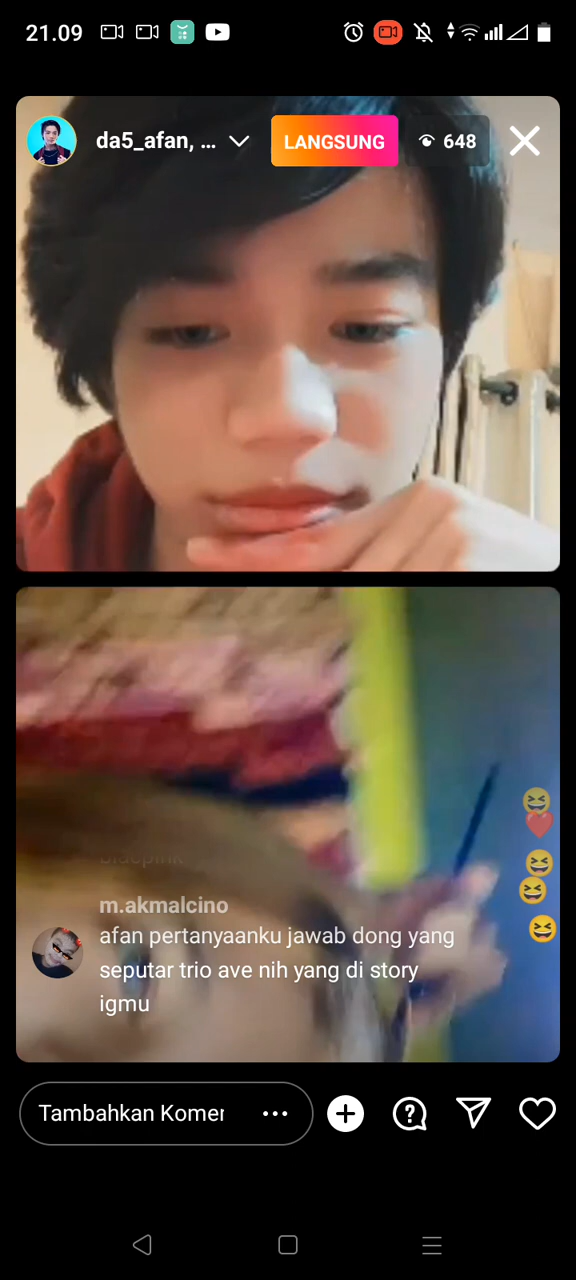 21.09
da5_afan, ...
LANGSUNG
648
m.akmalcino
afan pertanyaanku jawab dong yang
seputar trio ave nih yang di story
igmu
Tambahkan Komer